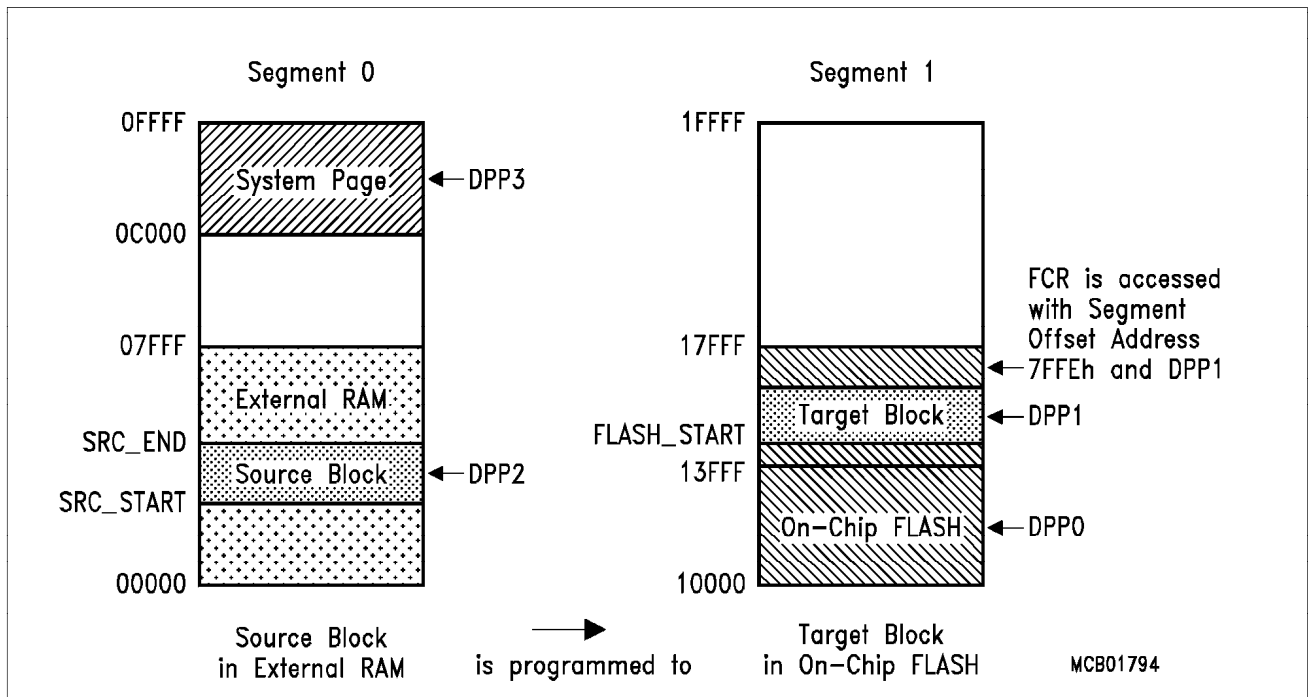 Segment 0
0FFFF
System Page
DPP3
0C000
07FFF
External RAM
SRC_END
Source Block
DPP2
SRC_START
00000
Source Block
in External RAM
is programmed to
Segment 1
1FFFF
FCR is accessed
with Segment
Offset Address
7FFEh and DPP1
17FFF
Target Block
DPP1
FLASH_START
13FFF
On-Chip FLASH
DPP0
10000
Target Block
in On-Chip FLASH
MCB01794